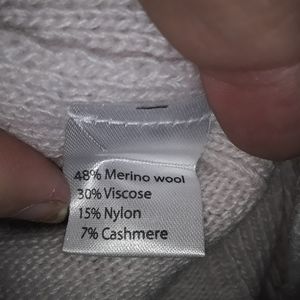 48% Merino wool
30% Viscose
15% Nylon
7% Cashmere